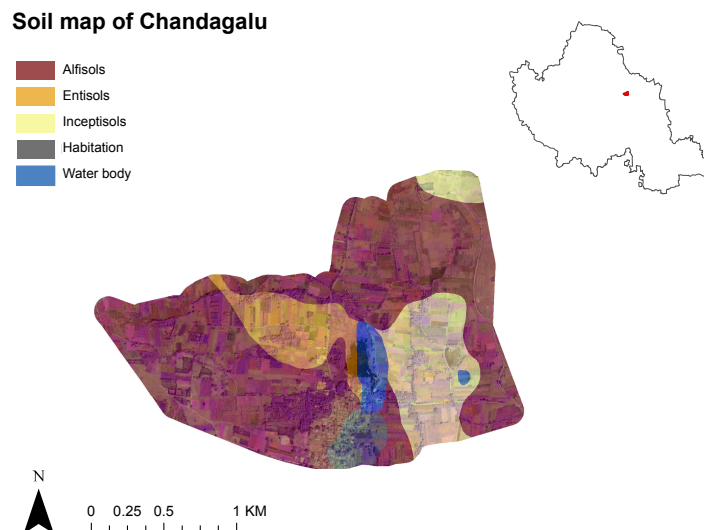 Soil map of Chandagalu
Alfisols
Entisols
Inceptisols
Habitation
Water body
N
0 0.25 0.5 1 KM